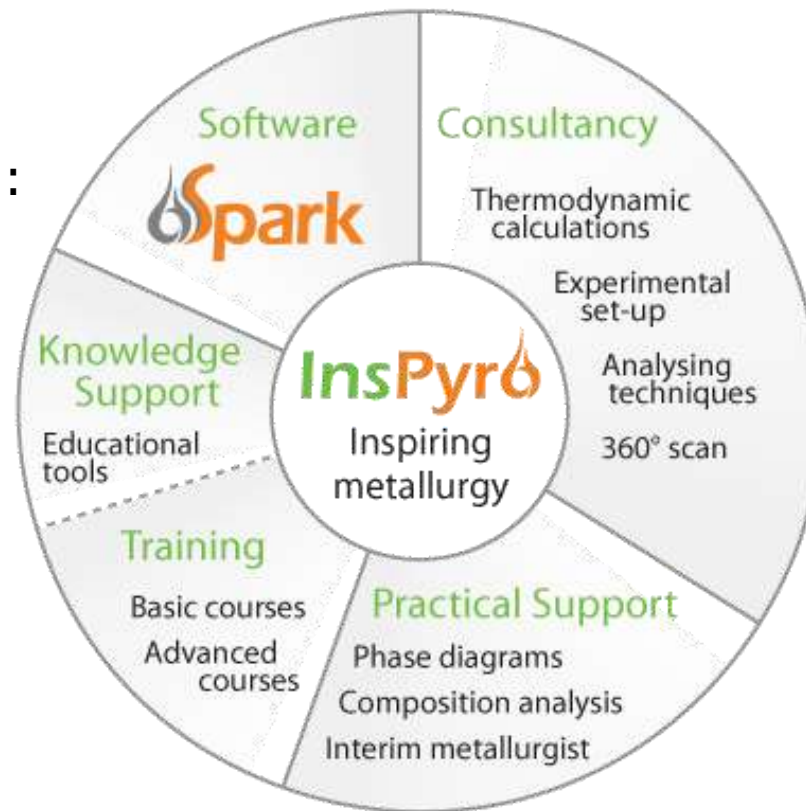 :
Software
Spark
Consultancy
Thermodynamic
calculations
Experimental
set-up
Analysing
techniques
360° scan
Knowledge
Support
Educational
tools
InsPyro
Inspiring
metallurgy
Training
Basic courses
Advanced
courses
Practical Support
Phase diagrams
Composition analysis
Interim metallurgist